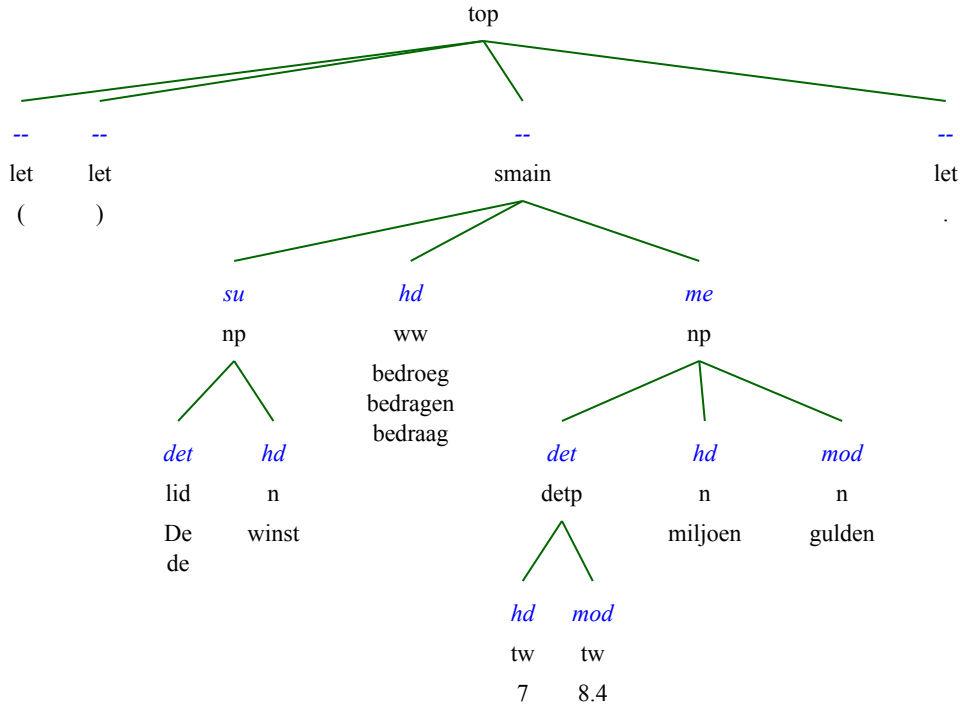 top
-- -- -- --
let let smain let
( ) .
su hd me
np ww np
bedroeg
bedragen
bedraag
det hd det hd mod
lid n detp n n
De winst miljoen gulden
de
hd mod
tw tw
7 8.4